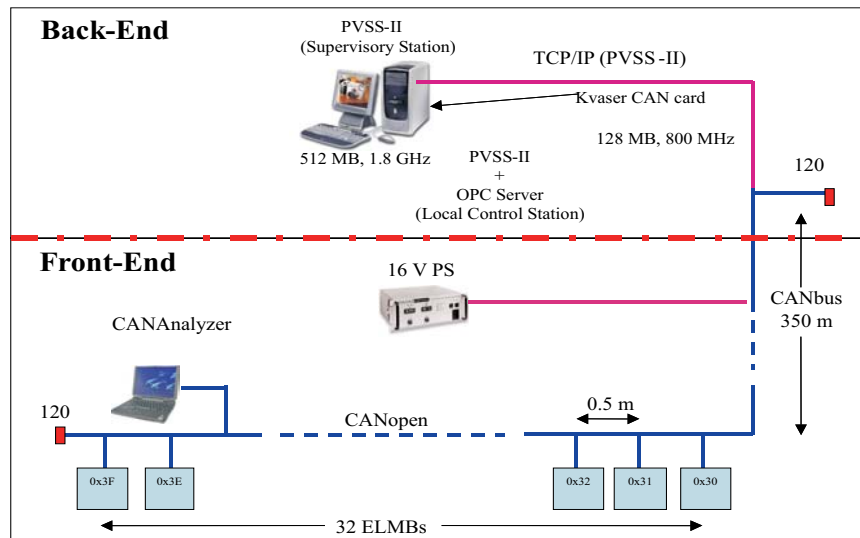 Back-End
PVSS-II
(Supervisory Station)
TCP/IP (PVSS -II)
Kvaser CAN card
512 MB, 1.8 GHz
PVSS-II
+
OPC Server
(Local Control Station)
128 MB, 800 MHz
120
Front-End
16 V PS
CANbus
350 m
CANAnalyzer
120
CANopen
0.5 m
0x3F
0x3E
0x32
0x31
0x30
32 ELMBs